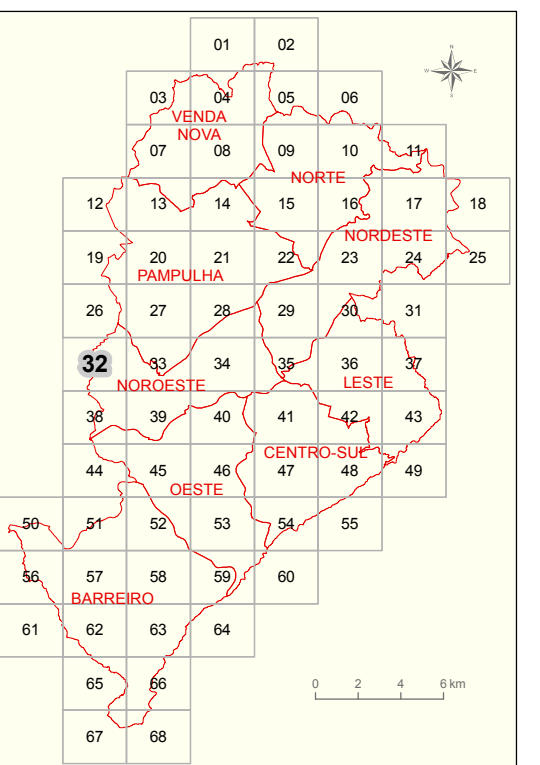 01 02
N
W E
S
03 04 05 06
VENDA
NOVA
07 08 09 10 11
NORTE
12 13 14 15 16 17 18
NORDESTE
19 20 21 22 23 24 25
PAMPULHA
26 27 28 29 30 31
32 33 34 35 36 37
NOROESTE LESTE
38 39 40 41 42 43
CENTRO-SUL
44 45 46 47 48 49
OESTE
50 51 52 53 54 55
56 57 58 59 60
BARREIRO
61 62 63 64
65 66
0 2 4 6 km
67 68